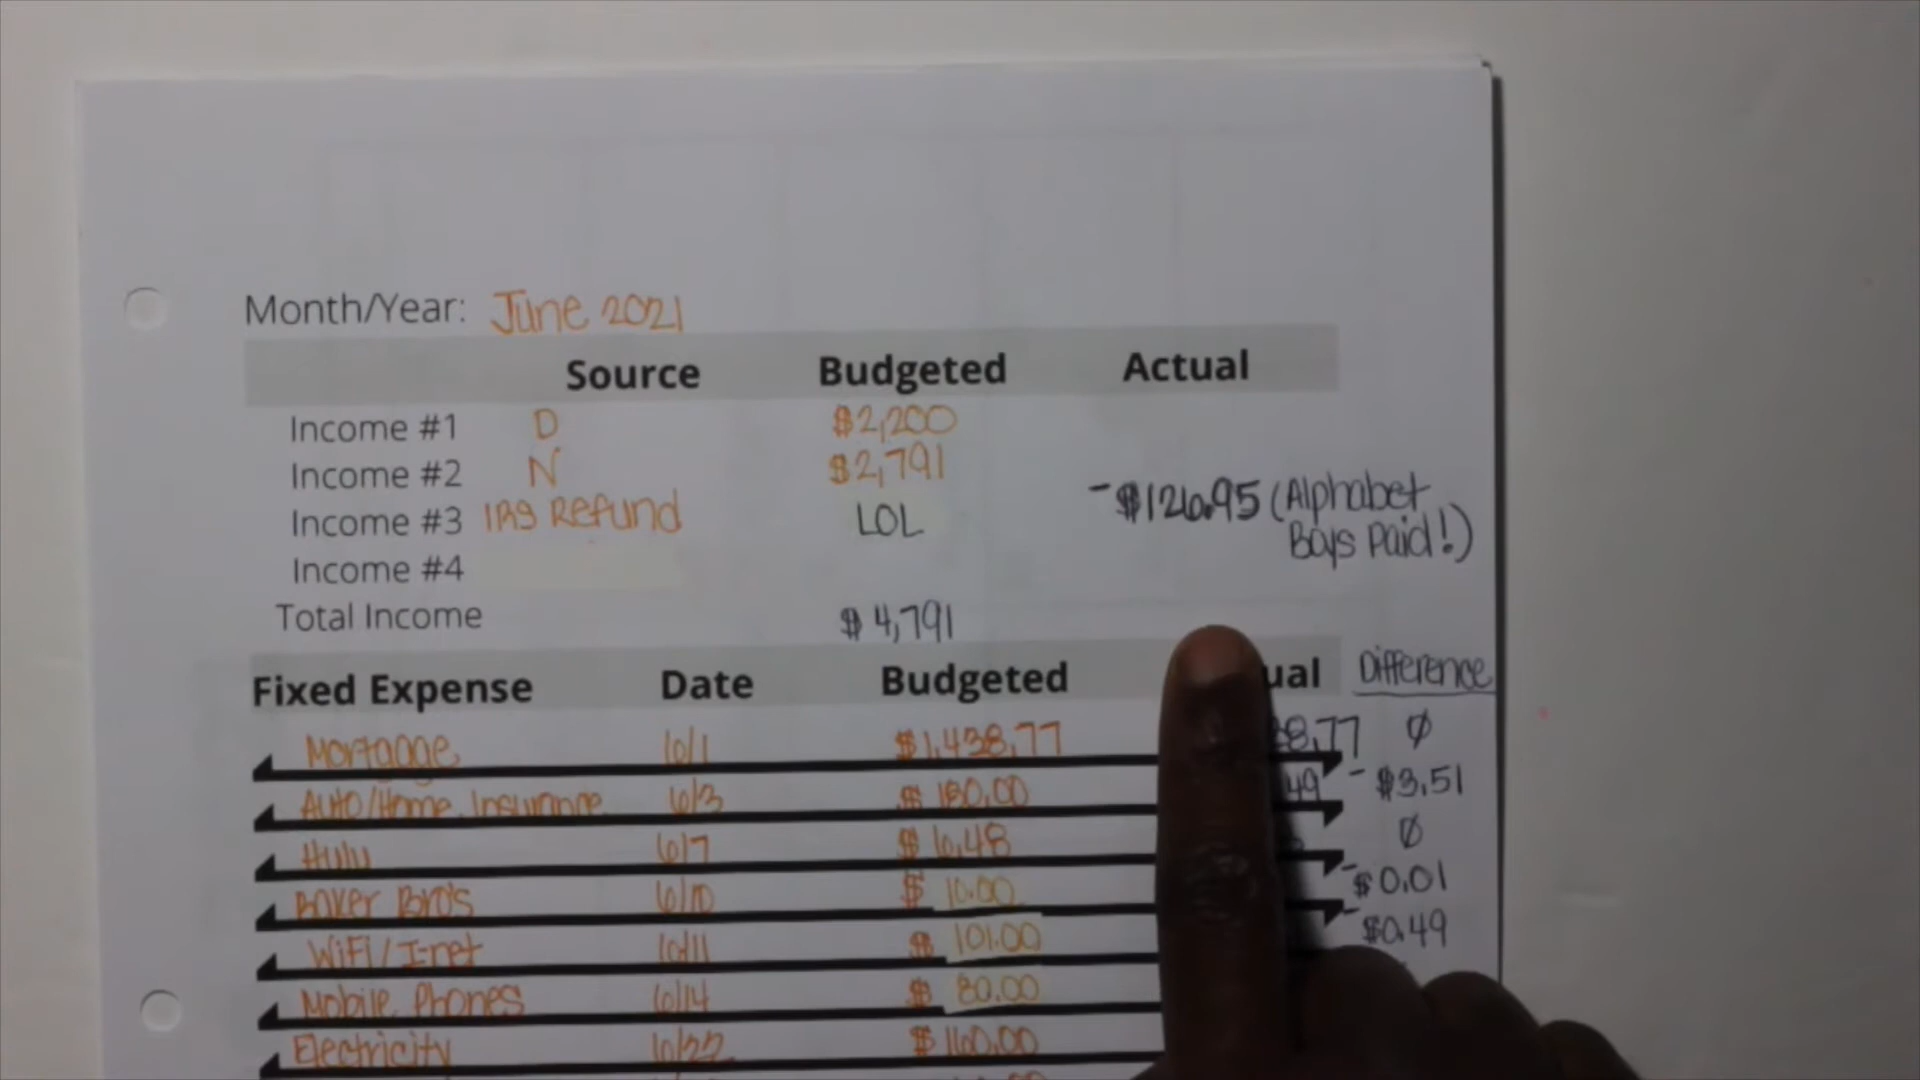 Month/Year: June 2021
Source Budgeted Actual
Income #1 D $2,200
Income #2 N $2,791
Income #3 IRS Refund LOL -$126.95 (Alphabet Boys Paid!)
Income #4
Total Income $4,791
Fixed Expense Date Budgeted ual Difference
Mortgage 6/1 $1,438.77 38.77 Ø
Auto/Home Insurance 6/3 $180.00 49 -$3.51
Hulu 6/7 $6.48 Ø
Baker Bro's 6/10 $10.00 -$0.01
WiFi/I-net 6/11 $101.00 -$0.49
Mobile Phones 6/14 $80.00
Electricity 6/22 $160.00